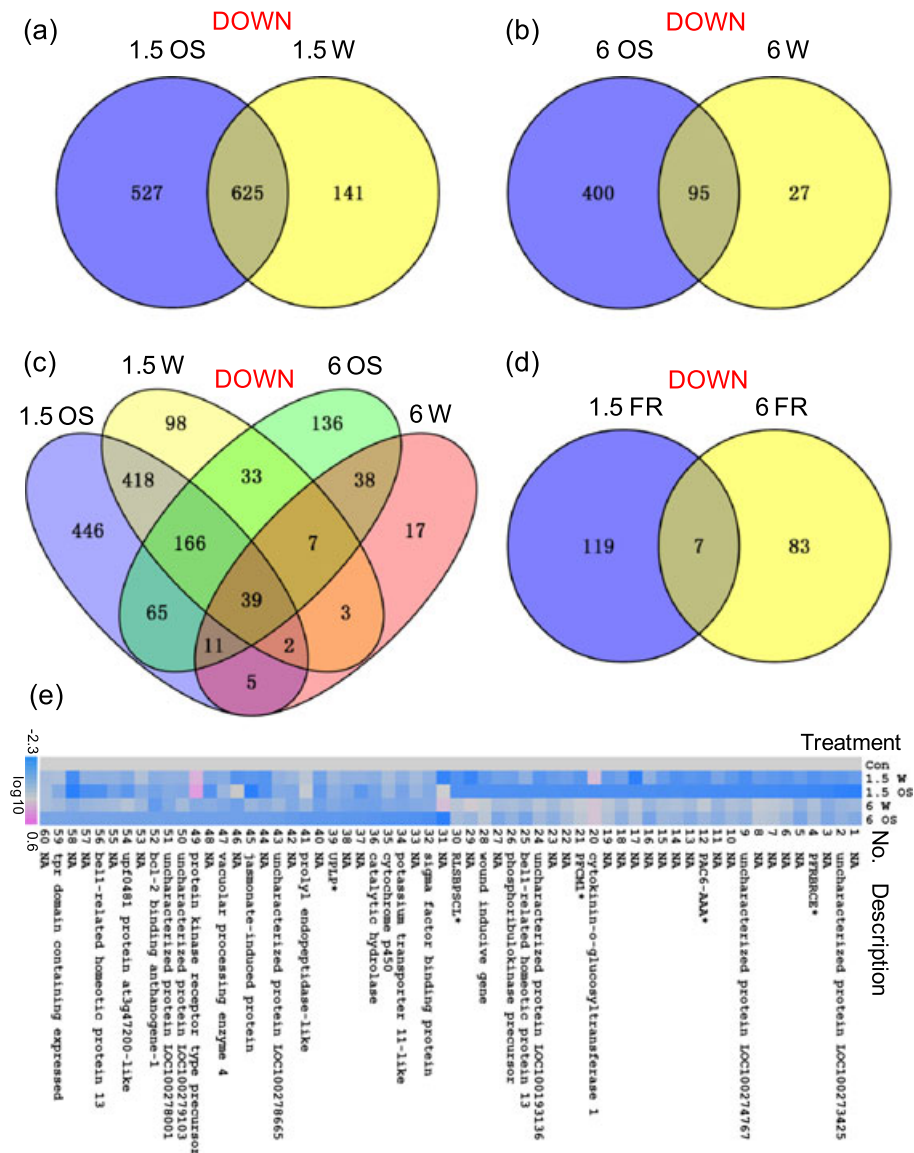 (a)
DOWN
1.5 OS
1.5 W
527
625
141
(b)
DOWN
6 OS
6 W
400
95
27
(c)
DOWN
1.5 OS
1.5 W
6 OS
6 W
98
136
418
33
38
446
166
7
17
65
39
3
11
2
5
(d)
DOWN
1.5 FR
6 FR
119
7
83
(e)
-2.3
log10
0.6
Treatment
Con
1.5 W
1.5 OS
6 W
6 OS
No.
Description
1 NA
2 uncharacterized protein LOC100273425
3 NA
4 PFRBRCE*
5 NA
6 NA
7 NA
8 NA
9 uncharacterized protein LOC100274767
10 NA
11 NA
12 PAC6-AAA*
13 NA
14 NA
15 NA
16 NA
17 NA
18 NA
19 NA
20 cytokinin-o-glucosyltransferase 1
21 PFCM1*
22 NA
23 NA
24 uncharacterized protein LOC100193136
25 bel1-related homeotic protein 13
26 phosphoribulokinase precursor
27 NA
28 wound inducive gene
29 NA
30 RLSBPSCL*
31 NA
32 sigma factor binding protein
33 NA
34 potassium transporter 11-like
35 cytochrome p450
36 catalytic hydrolase
37 NA
38 NA
39 UPLP*
40 NA
41 prolyl endopeptidase-like
42 NA
43 uncharacterized protein LOC100278665
44 NA
45 jasmonate-induced protein
46 NA
47 vacuolar processing enzyme 4
48 NA
49 protein kinase receptor type precursor
50 uncharacterized protein LOC100279103
51 uncharacterized protein LOC100278001
52 bcl-2 binding anthanogene-1
53 NA
54 upf0481 protein at3g47200-like
55 NA
56 bel1-related homeotic protein 13
57 NA
58 NA
59 tpr domain containing expressed
60 NA